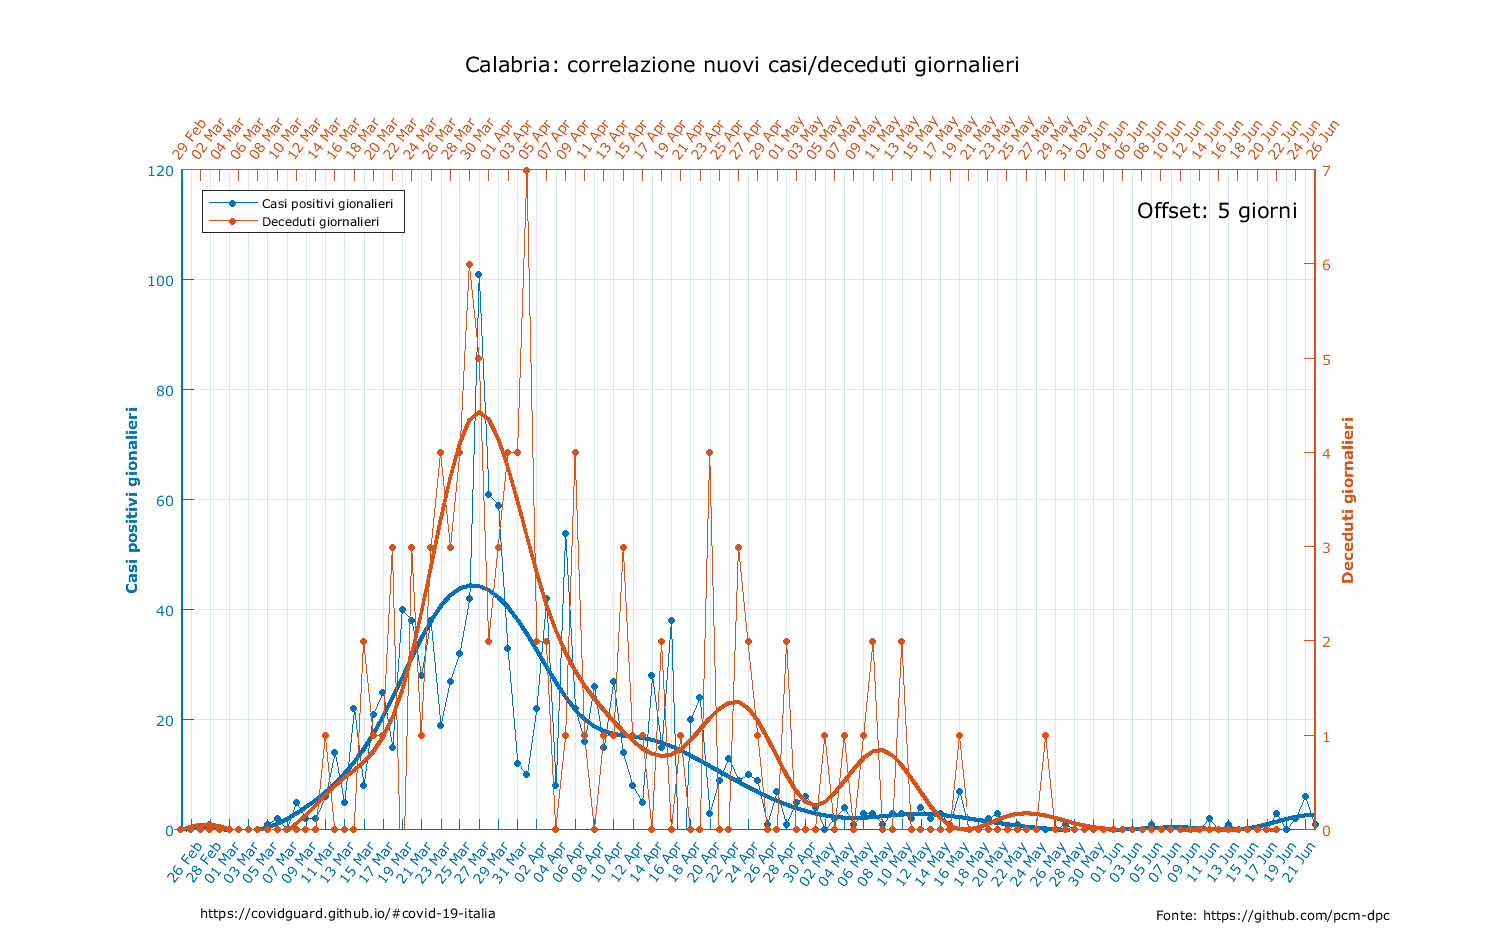 Calabria: correlazione nuovi casi/deceduti giornalieri
29 Feb
02 Mar
04 Mar
06 Mar
08 Mar
10 Mar
12 Mar
14 Mar
16 Mar
18 Mar
20 Mar
22 Mar
24 Mar
26 Mar
28 Mar
30 Mar
01 Apr
03 Apr
05 Apr
07 Apr
09 Apr
11 Apr
13 Apr
15 Apr
17 Apr
19 Apr
21 Apr
23 Apr
25 Apr
27 Apr
29 Apr
01 May
03 May
05 May
07 May
09 May
11 May
13 May
15 May
17 May
19 May
21 May
23 May
25 May
27 May
29 May
31 May
02 Jun
04 Jun
06 Jun
08 Jun
10 Jun
12 Jun
14 Jun
16 Jun
18 Jun
20 Jun
22 Jun
24 Jun
26 Jun
Casi positivi gionalieri
Deceduti giornalieri
Offset: 5 giorni
120
100
80
60
40
20
0
Casi positivi gionalieri
7
6
5
4
3
2
1
0
Deceduti giornalieri
26 Feb
28 Feb
01 Mar
03 Mar
05 Mar
07 Mar
09 Mar
11 Mar
13 Mar
15 Mar
17 Mar
19 Mar
21 Mar
23 Mar
25 Mar
27 Mar
29 Mar
31 Mar
02 Apr
04 Apr
06 Apr
08 Apr
10 Apr
12 Apr
14 Apr
16 Apr
18 Apr
20 Apr
22 Apr
24 Apr
26 Apr
28 Apr
30 Apr
02 May
04 May
06 May
08 May
10 May
12 May
14 May
16 May
18 May
20 May
22 May
24 May
26 May
28 May
30 May
01 Jun
03 Jun
05 Jun
07 Jun
09 Jun
11 Jun
13 Jun
15 Jun
17 Jun
19 Jun
21 Jun
https://covidguard.github.io/#covid-19-italia
Fonte: https://github.com/pcm-dpc